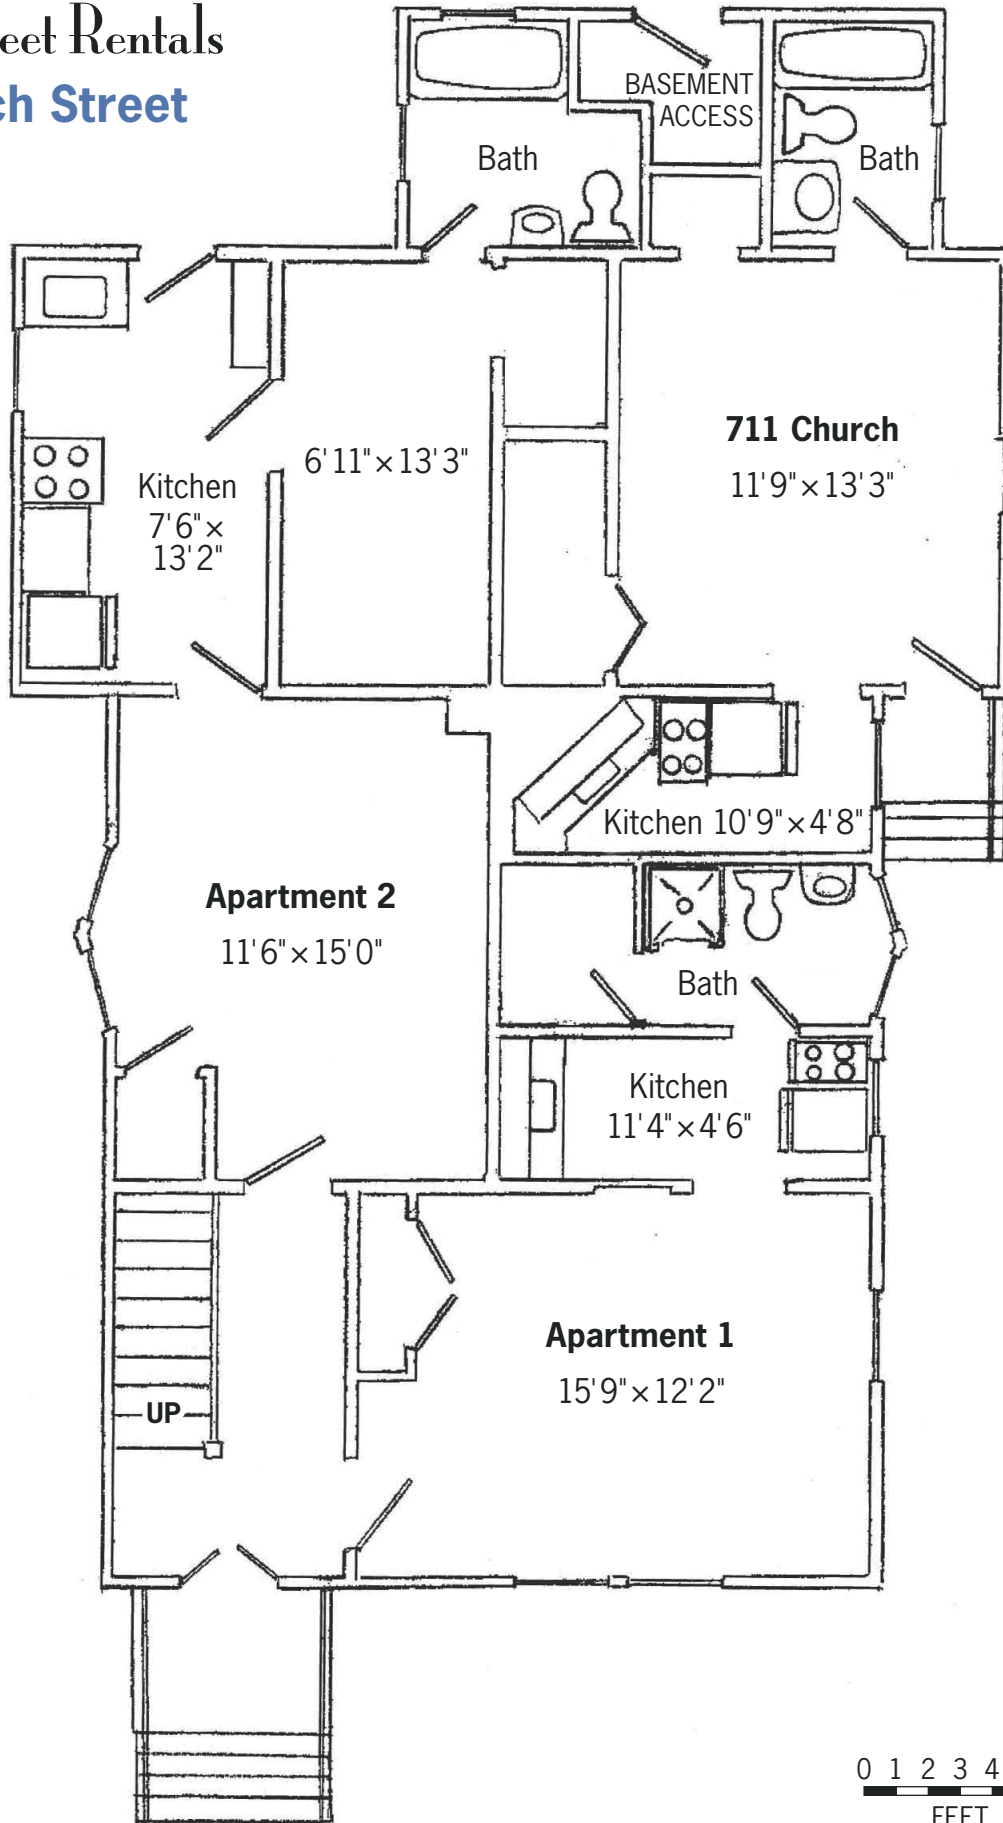 eet Rentals
ch Street
BASEMENT
ACCESS
Bath
Bath
711 Church
11'9"×13'3"
6'11"×13'3"
Kitchen
7'6"×
13'2"
Kitchen 10'9"×4'8"
Apartment 2
11'6"×15'0"
Bath
Kitchen
11'4"×4'6"
Apartment 1
15'9"×12'2"
UP
0 1 2 3 4
FEET